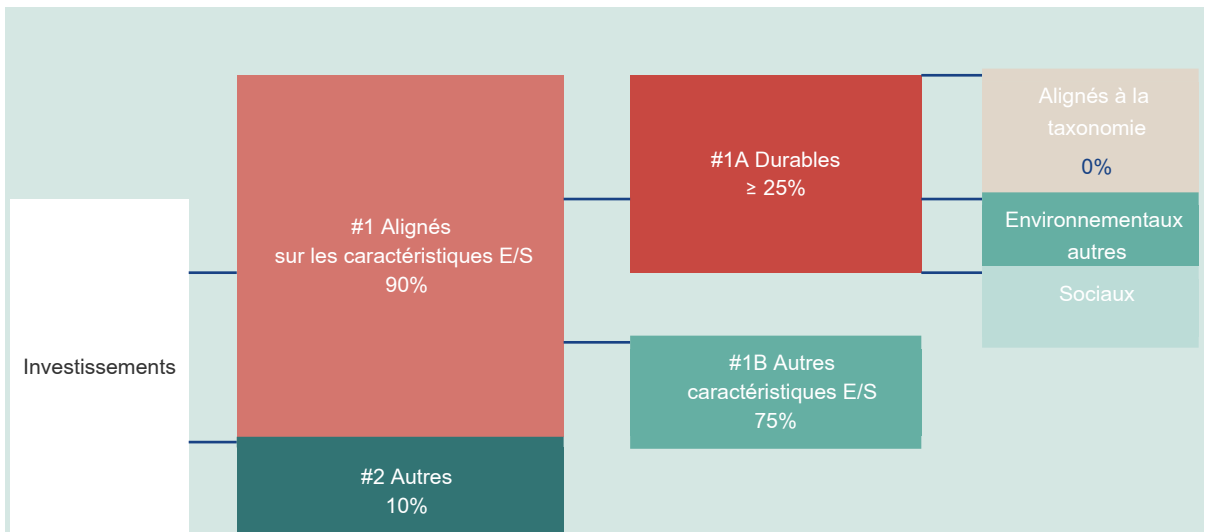 Investissements
#1 Alignés
sur les caractéristiques E/S
90%
#2 Autres
10%
#1A Durables
≥ 25%
#1B Autres
caractéristiques E/S
75%
Alignés à la
taxonomie
0%
Environnementaux
autres
Sociaux